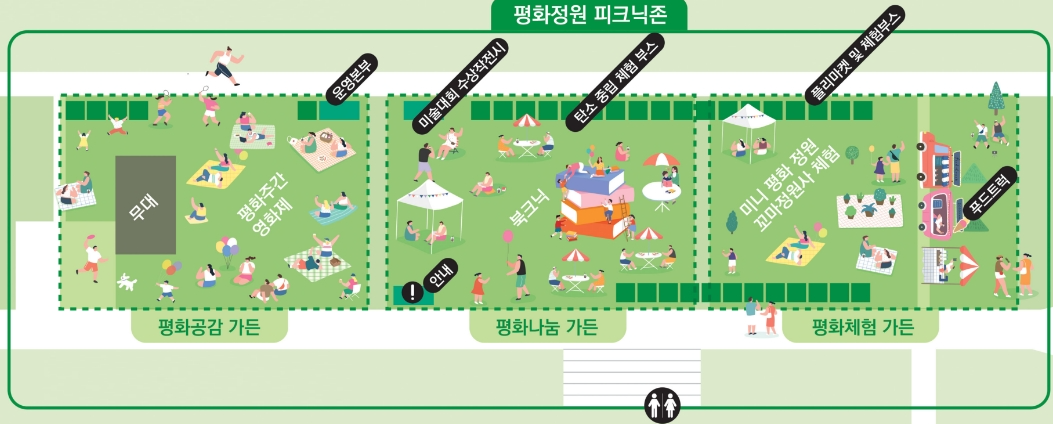 평화정원 피크닉존
운영본부
미술대회 수상작전시
탄소 중립 체험 부스
플리마켓 및 체험부스
무대
평화주간
영화제
북크닉
미니 평화 정원
꼬마정원사 체험
푸드트럭
! 안내
평화공감 가든
평화나눔 가든
평화체험 가든